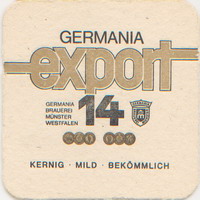 GERMANIA
export
GERMANIA
BRAUEREI
MÜNSTER
WESTFALEN
14
KERNIG · MILD · BEKÖMMLICH